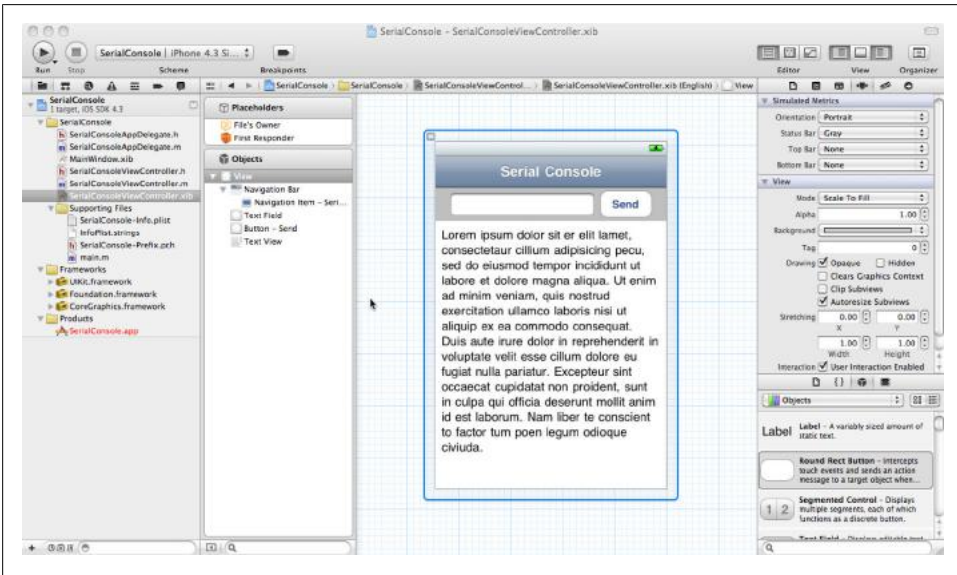 SerialConsole - SerialConsoleViewController.xib
SerialConsole | iPhone 4.3 Si...
Run Stop Scheme Breakpoints Editor View Organizer
SerialConsole SerialConsole SerialConsoleViewControl... SerialConsoleViewController.xib (English) View
SerialConsole
1 target, iOS SDK 4.3
SerialConsole
SerialConsoleAppDelegate.h
SerialConsoleAppDelegate.m
MainWindow.xib
SerialConsoleViewController.h
SerialConsoleViewController.m
SerialConsoleViewController.xib
Supporting Files
SerialConsole-Info.plist
InfoPlist.strings
SerialConsole-Prefix.pch
main.m
Frameworks
UIKit.framework
Foundation.framework
CoreGraphics.framework
Products
SerialConsole.app
Placeholders
File's Owner
First Responder
Objects
View
Navigation Bar
Navigation Item - Seri...
Text Field
Button - Send
Text View
Serial Console
Send
Lorem ipsum dolor sit er elit lamet,
consectetaur cillium adipisicing pecu,
sed do eiusmod tempor incididunt ut
labore et dolore magna aliqua. Ut enim
ad minim veniam, quis nostrud
exercitation ullamco laboris nisi ut
aliquip ex ea commodo consequat.
Duis aute irure dolor in reprehenderit in
voluptate velit esse cillum dolore eu
fugiat nulla pariatur. Excepteur sint
occaecat cupidatat non proident, sunt
in culpa qui officia deserunt mollit anim
id est laborum. Nam liber te conscient
to factor tum poen legum odioque
civiuda.
Simulated Metrics
Orientation Portrait
Status Bar Gray
Top Bar None
Bottom Bar None
View
Mode Scale To Fill
Alpha 1.00
Background
Tag 0
Drawing Opaque Hidden
Clears Graphics Context
Clip Subviews
Autoresize Subviews
Stretching 0.00 0.00
X Y
1.00 1.00
Width Height
Interaction User Interaction Enabled
Objects
Label Label - A variably sized amount of
static text.
Round Rect Button - Intercepts
touch events and sends an action
message to a target object when...
1 2 Segmented Control - Displays
multiple segments, each of which
functions as a discrete button.
Text Field - Displays editable text